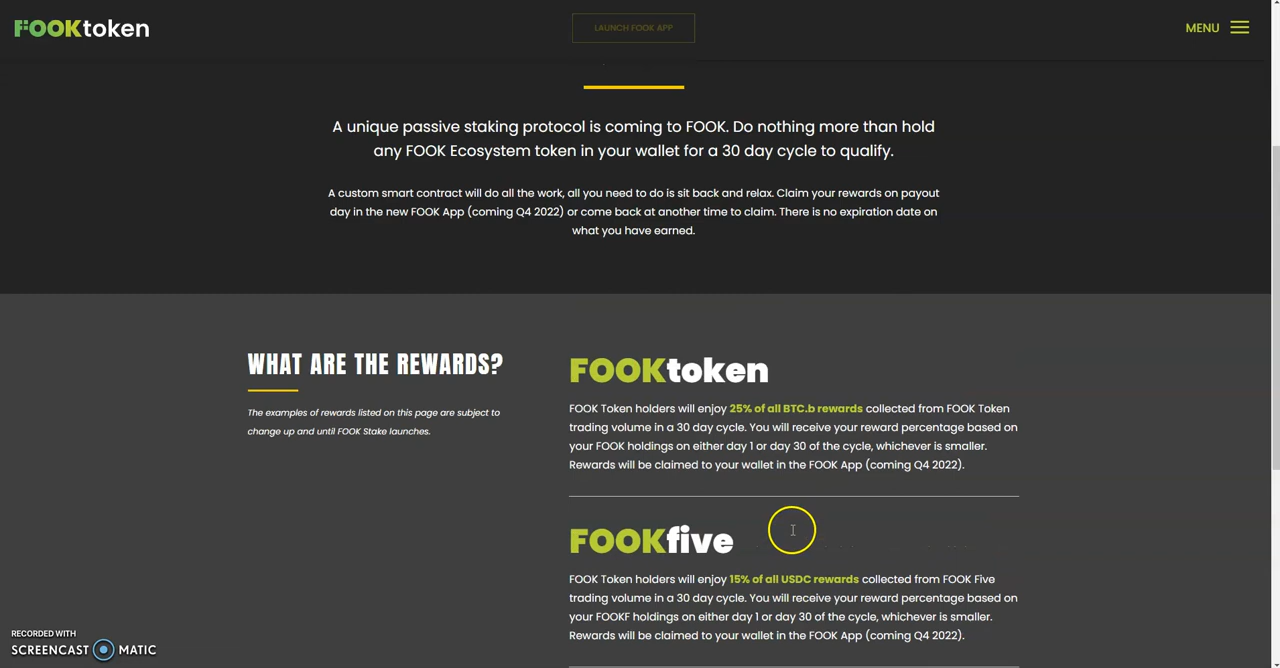 FOOKtoken
LAUNCH FOOK APP
MENU
A unique passive staking protocol is coming to FOOK. Do nothing more than hold
any FOOK Ecosystem token in your wallet for a 30 day cycle to qualify.
A custom smart contract will do all the work, all you need to do is sit back and relax. Claim your rewards on payout
day in the new FOOK App (coming Q4 2022) or come back at another time to claim. There is no expiration date on
what you have earned.
WHAT ARE THE REWARDS?
The examples of rewards listed on this page are subject to
change up and until FOOK Stake launches.
FOOKtoken
FOOK Token holders will enjoy 25% of all BTC.b rewards collected from FOOK Token
trading volume in a 30 day cycle. You will receive your reward percentage based on
your FOOK holdings on either day 1 or day 30 of the cycle, whichever is smaller.
Rewards will be claimed to your wallet in the FOOK App (coming Q4 2022).
FOOKfive
FOOK Token holders will enjoy 15% of all USDC rewards collected from FOOK Five
trading volume in a 30 day cycle. You will receive your reward percentage based on
your FOOKF holdings on either day 1 or day 30 of the cycle, whichever is smaller.
Rewards will be claimed to your wallet in the FOOK App (coming Q4 2022).
RECORDED WITH
SCREENCAST MATIC